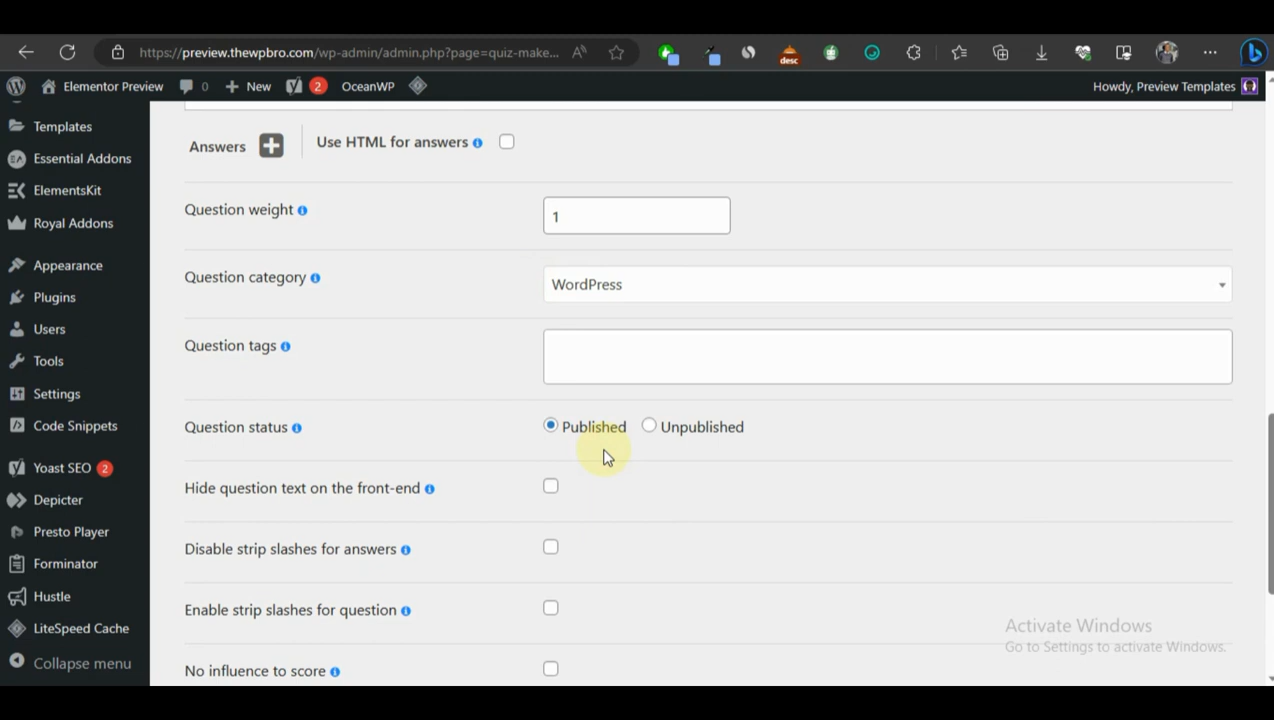 https://preview.thewpbro.com/wp-admin/admin.php?page=quiz-make...
desc
Elementor Preview
0
New
2
OceanWP
Howdy, Preview Templates
Templates
Essential Addons
ElementsKit
Royal Addons
Appearance
Plugins
Users
Tools
Settings
Code Snippets
Yoast SEO 2
Depicter
Presto Player
Forminator
Hustle
LiteSpeed Cache
Collapse menu
Answers
Use HTML for answers
Question weight
1
Question category
WordPress
Question tags
Question status
Published
Unpublished
Hide question text on the front-end
Disable strip slashes for answers
Enable strip slashes for question
No influence to score
Activate Windows
Go to Settings to activate Windows.